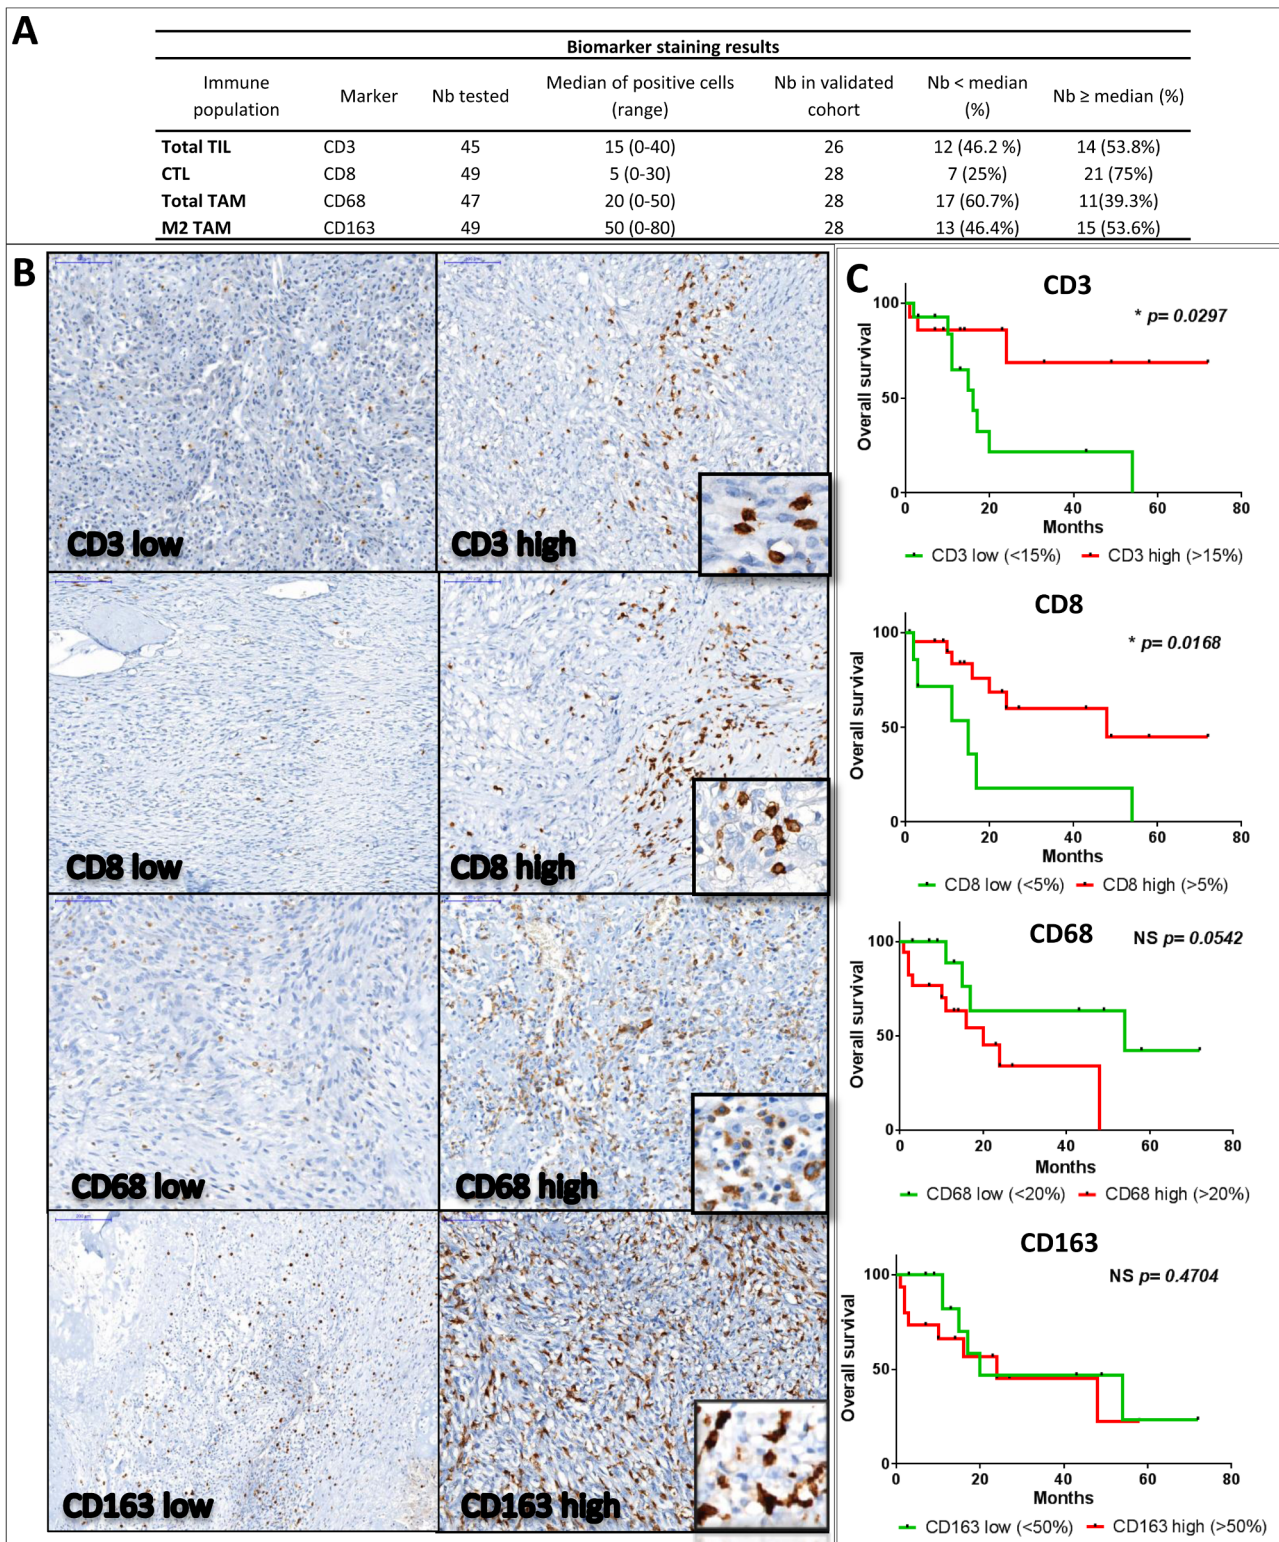 A
Biomarker staining results
Immune population Marker Nb tested Median of positive cells (range) Nb in validated cohort Nb < median (%) Nb ≥ median (%)
Total TIL CD3 45 15 (0-40) 26 12 (46.2 %) 14 (53.8%)
CTL CD8 49 5 (0-30) 28 7 (25%) 21 (75%)
Total TAM CD68 47 20 (0-50) 28 17 (60.7%) 11(39.3%)
M2 TAM CD163 49 50 (0-80) 28 13 (46.4%) 15 (53.6%)
B
CD3 low
CD3 high
CD8 low
CD8 high
CD68 low
CD68 high
CD163 low
CD163 high
C
CD3
* p= 0.0297
Overall survival
100
50
0
0 20 40 60 80
Months
CD3 low (<15%) CD3 high (>15%)
CD8
* p= 0.0168
Overall survival
100
50
0
0 20 40 60 80
Months
CD8 low (<5%) CD8 high (>5%)
CD68
NS p= 0.0542
Overall survival
100
50
0
0 20 40 60 80
Months
CD68 low (<20%) CD68 high (>20%)
CD163
NS p= 0.4704
Overall survival
100
50
0
0 20 40 60 80
Months
CD163 low (<50%) CD163 high (>50%)